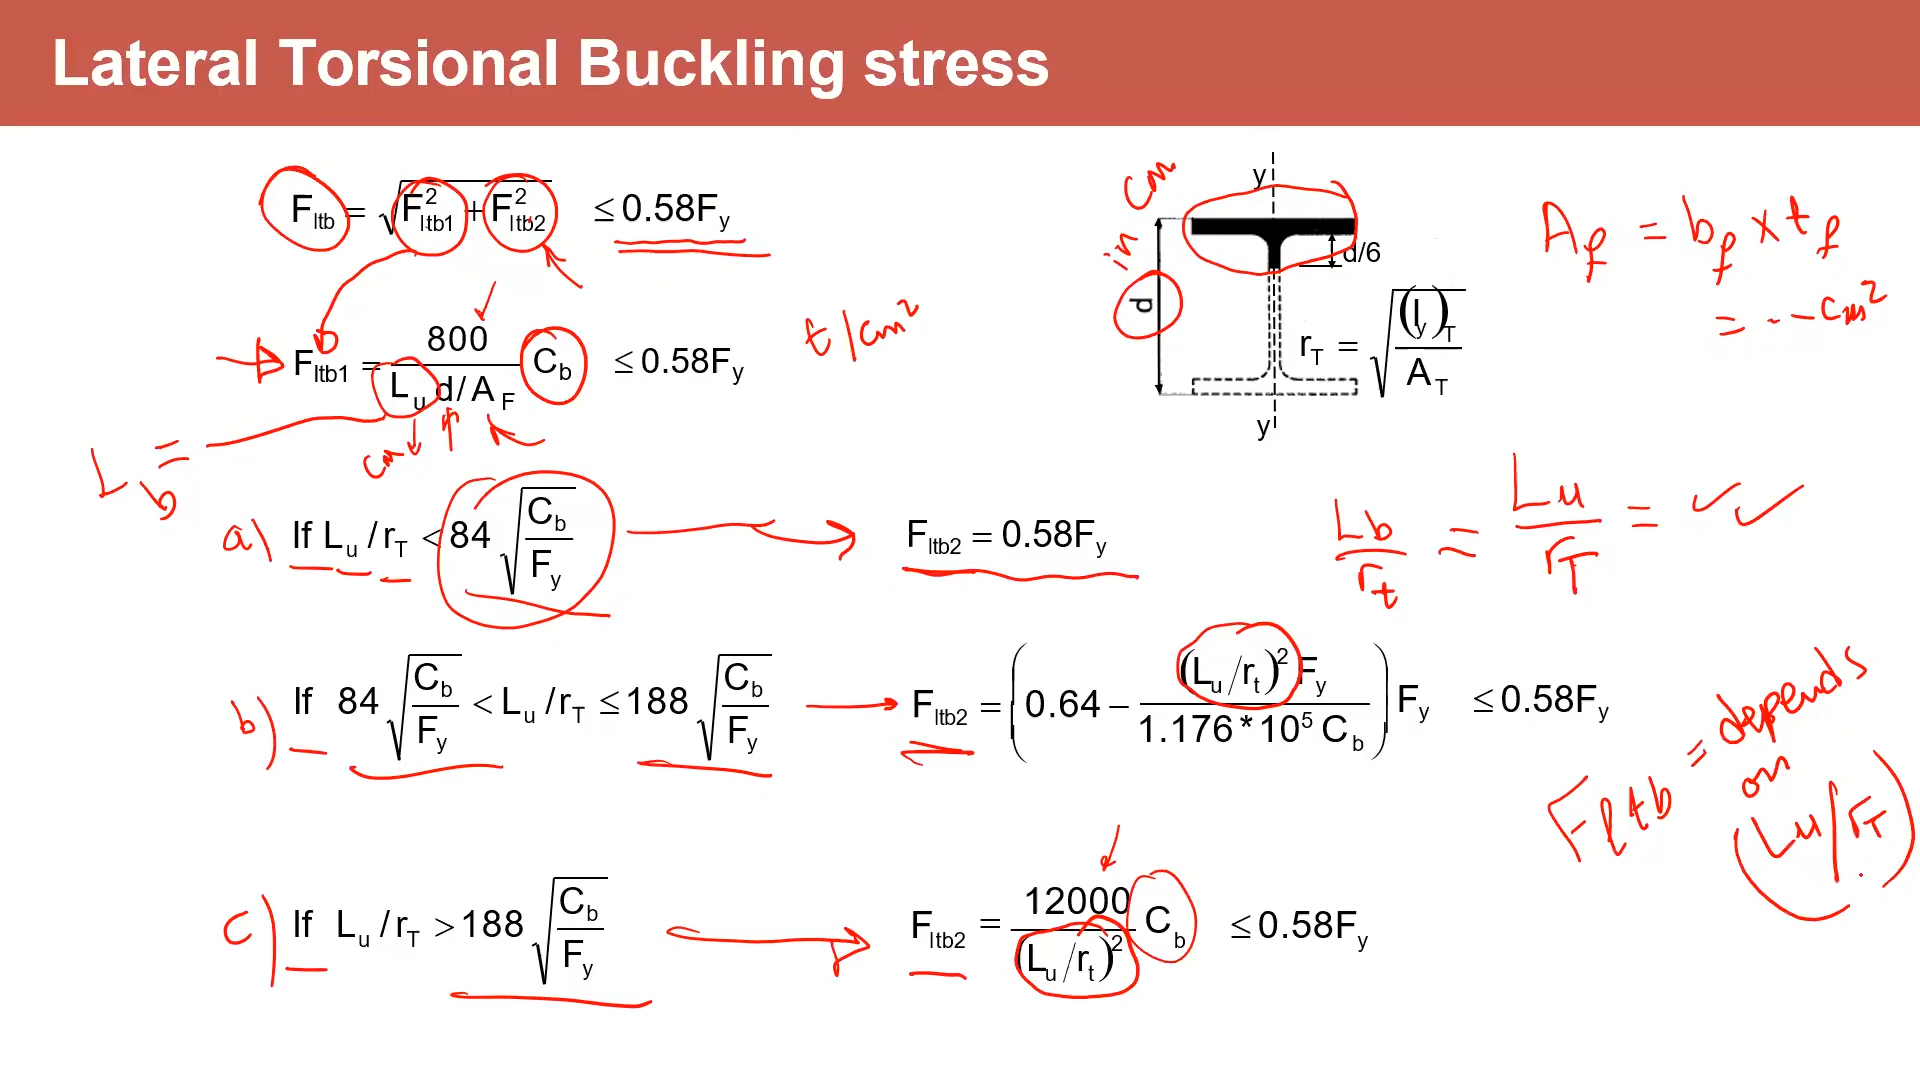 Lateral Torsional Buckling stress
F_ltb = √(F²_ltb1 + F²_ltb2) ≤ 0.58F_y
F_ltb1 = 800 / (L_u d/A_F) C_b ≤ 0.58F_y
t/cm²
cm
L_b =
in cm
d
y
d/6
r_T = √((I_y)_T / A_T)
y
A_f = b_f x t_f
= -- cm²
a) If L_u / r_T < 84 √(C_b / F_y)
F_ltb2 = 0.58F_y
Lb / r_t = Lu / r_T = ✓✓
b) If 84 √(C_b / F_y) < L_u / r_T ≤ 188 √(C_b / F_y)
F_ltb2 = (0.64 − (L_u/r_t)² F_y / 1.176*10⁵ C_b) F_y ≤ 0.58F_y
Fltb = depends
on
(Lu/r_T)
c) If L_u / r_T > 188 √(C_b / F_y)
F_ltb2 = 12000 / (L_u/r_t)² C_b ≤ 0.58F_y